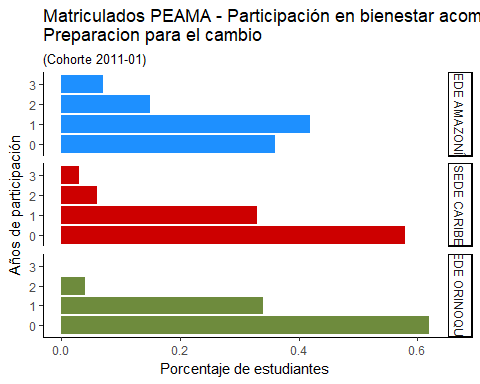 Matriculados PEAMA - Participación en bienestar acom
Preparacion para el cambio
(Cohorte 2011-01)
Años de participación
3
2
1
0
EDE AMAZONÍ
3
2
1
0
SEDE CARIBE
3
2
1
0
EDE ORINOQU
0.0 0.2 0.4 0.6
Porcentaje de estudiantes